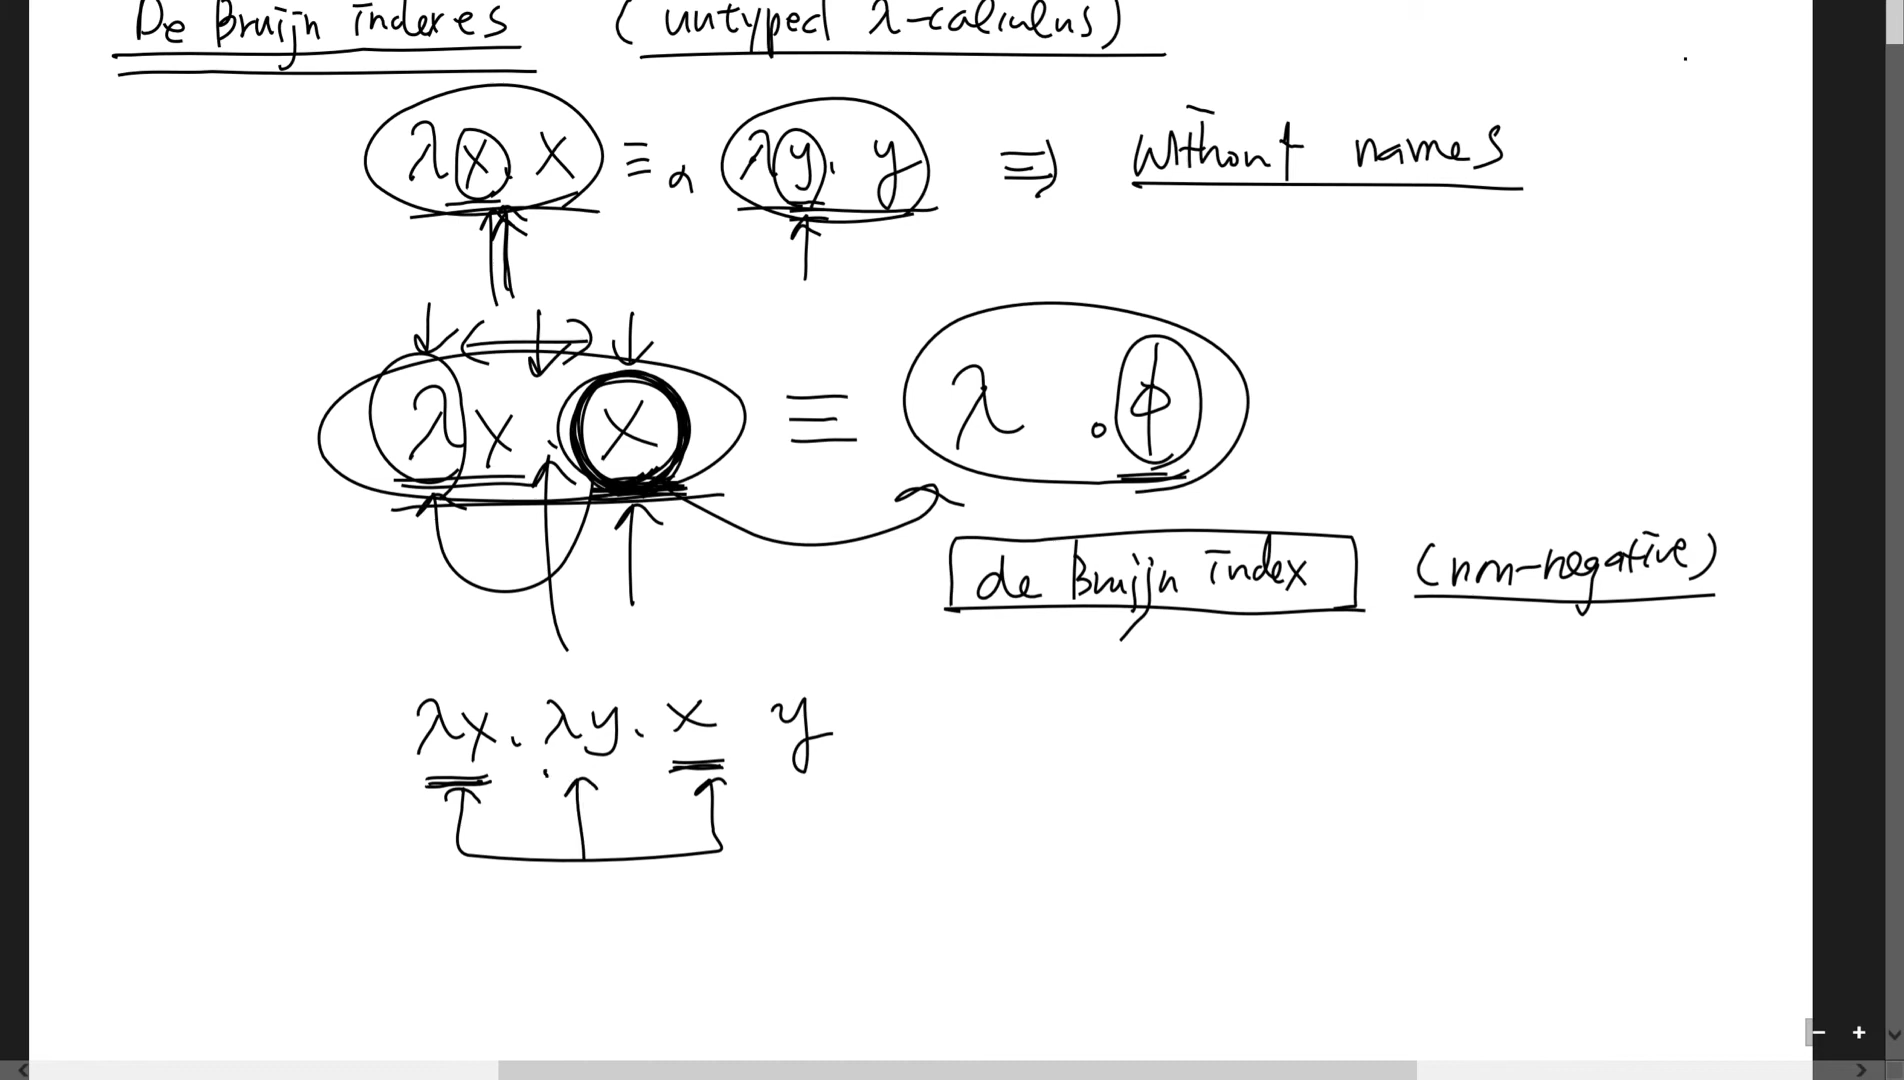 De Bruijn indexes (untyped λ-calculus)
λx. x ≡α λy. y ⇒ without names
λx. x ≡ λ . 0
de Bruijn index (non-negative)
λx. λy. x y